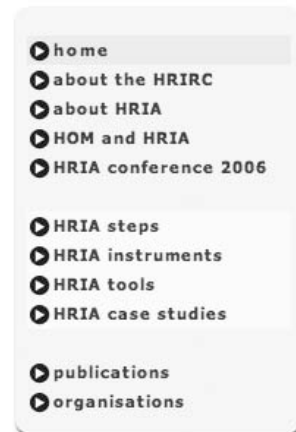 home
about the HRIRC
about HRIA
HOM and HRIA
HRIA conference 2006
HRIA steps
HRIA instruments
HRIA tools
HRIA case studies
publications
organisations